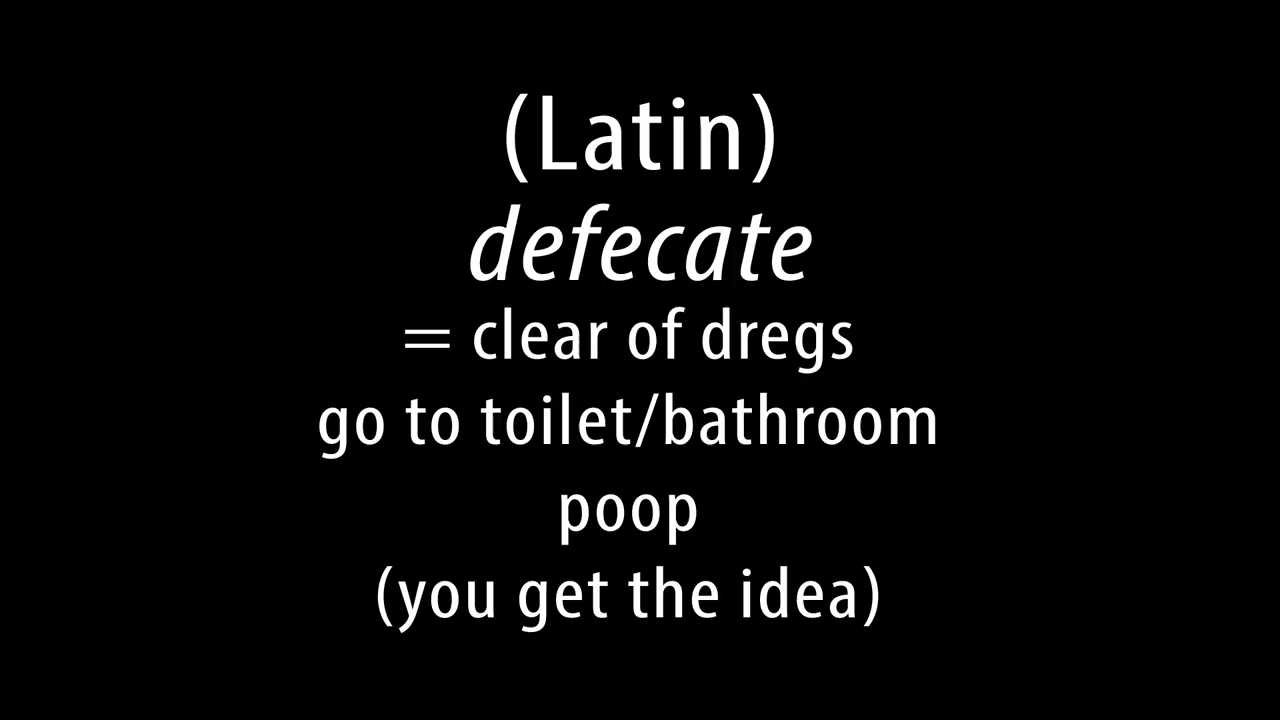 (Latin)
defecate
= clear of dregs
go to toilet/bathroom
poop
(you get the idea)